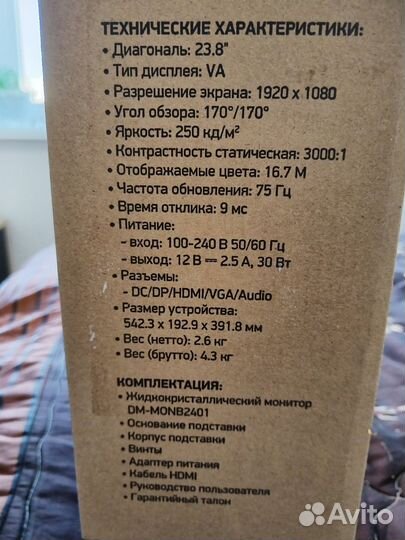 ТЕХНИЧЕСКИЕ ХАРАКТЕРИСТИКИ:
• Диагональ: 23.8"
• Тип дисплея: VA
• Разрешение экрана: 1920 x 1080
• Угол обзора: 170°/170°
• Яркость: 250 кд/м²
• Контрастность статическая: 3000:1
• Отображаемые цвета: 16.7 M
• Частота обновления: 75 Гц
• Время отклика: 9 мс
• Питание:
– вход: 100-240 В 50/60 Гц
– выход: 12 В ⎓ 2.5 А, 30 Вт
• Разъемы:
– DC/DP/HDMI/VGA/Audio
• Размер устройства:
542.3 x 192.9 x 391.8 мм
• Вес (нетто): 2.6 кг
• Вес (брутто): 4.3 кг
КОМПЛЕКТАЦИЯ:
• Жидкокристаллический монитор
DM-MONB2401
• Основание подставки
• Корпус подставки
• Винты
• Адаптер питания
• Кабель HDMI
• Руководство пользователя
• Гарантийный талон
Avito